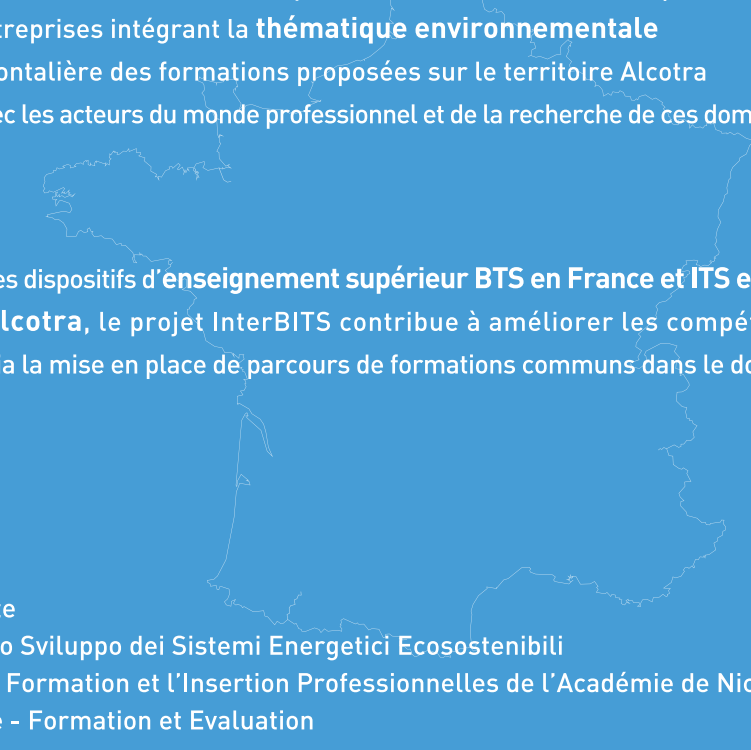 treprises intégrant la thématique environnementale
ontalière des formations proposées sur le territoire Alcotra
ec les acteurs du monde professionnel et de la recherche de ces dom
es dispositifs d'enseignement supérieur BTS en France et ITS e
lcotra, le projet InterBITS contribue à améliorer les compé
ia la mise en place de parcours de formations communs dans le do
te
o Sviluppo dei Sistemi Energetici Ecosostenibili
Formation et l'Insertion Professionnelles de l'Académie de Nic
e - Formation et Evaluation